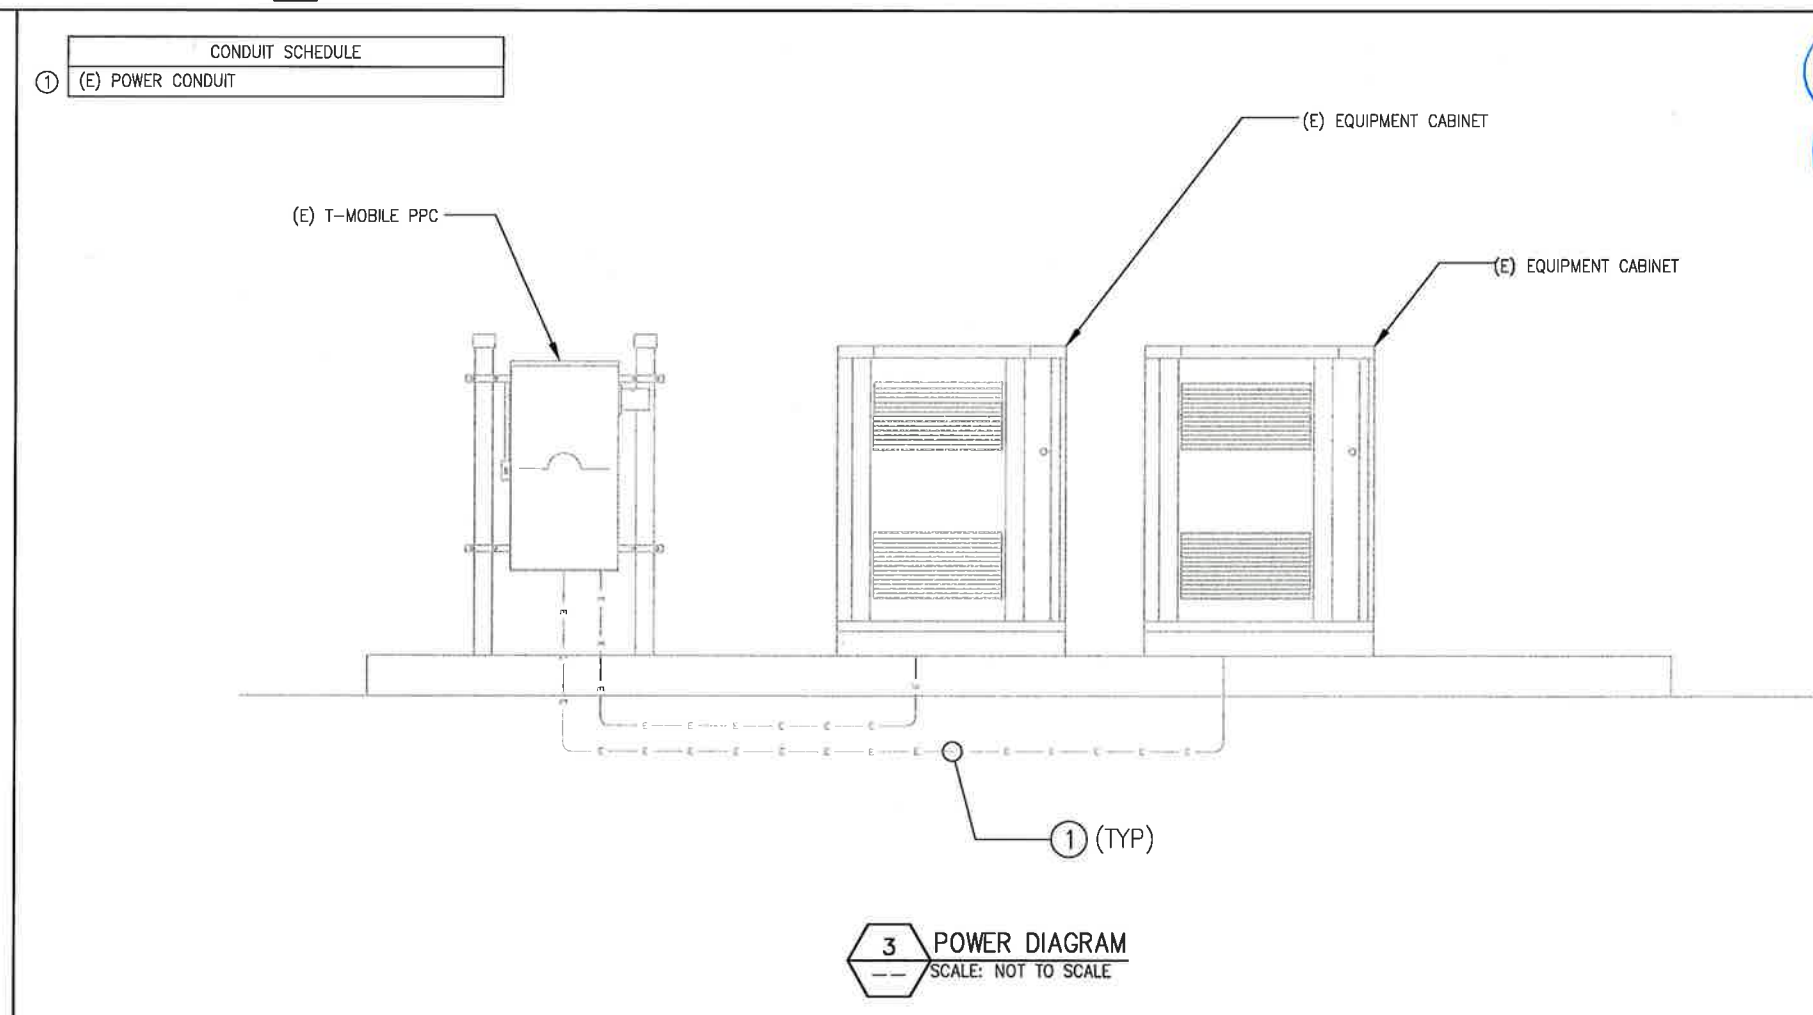 CONDUIT SCHEDULE
1 (E) POWER CONDUIT
(E) EQUIPMENT CABINET
(E) T-MOBILE PPC
(E) EQUIPMENT CABINET
E E
E E E
E E E E E E
E E E E E E E E E E E E E
1 (TYP)
3 POWER DIAGRAM
-- SCALE: NOT TO SCALE